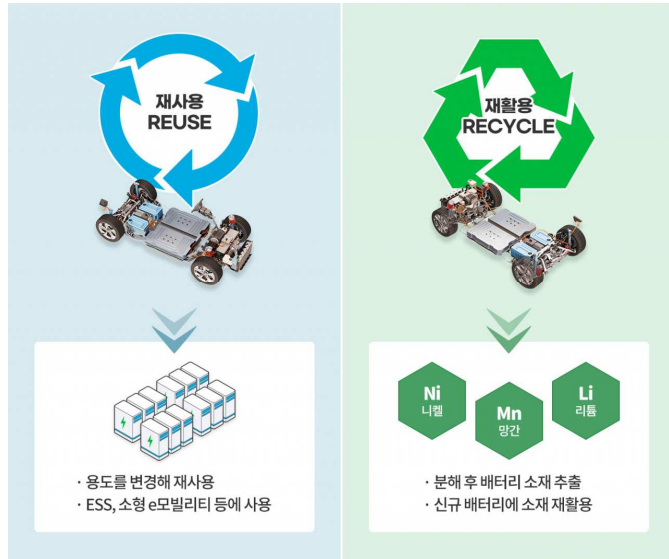 재사용
REUSE
· 용도를 변경해 재사용
· ESS, 소형 e모빌리티 등에 사용
재활용
RECYCLE
Ni
니켈
Mn
망간
Li
리튬
· 분해 후 배터리 소재 추출
· 신규 배터리에 소재 재활용